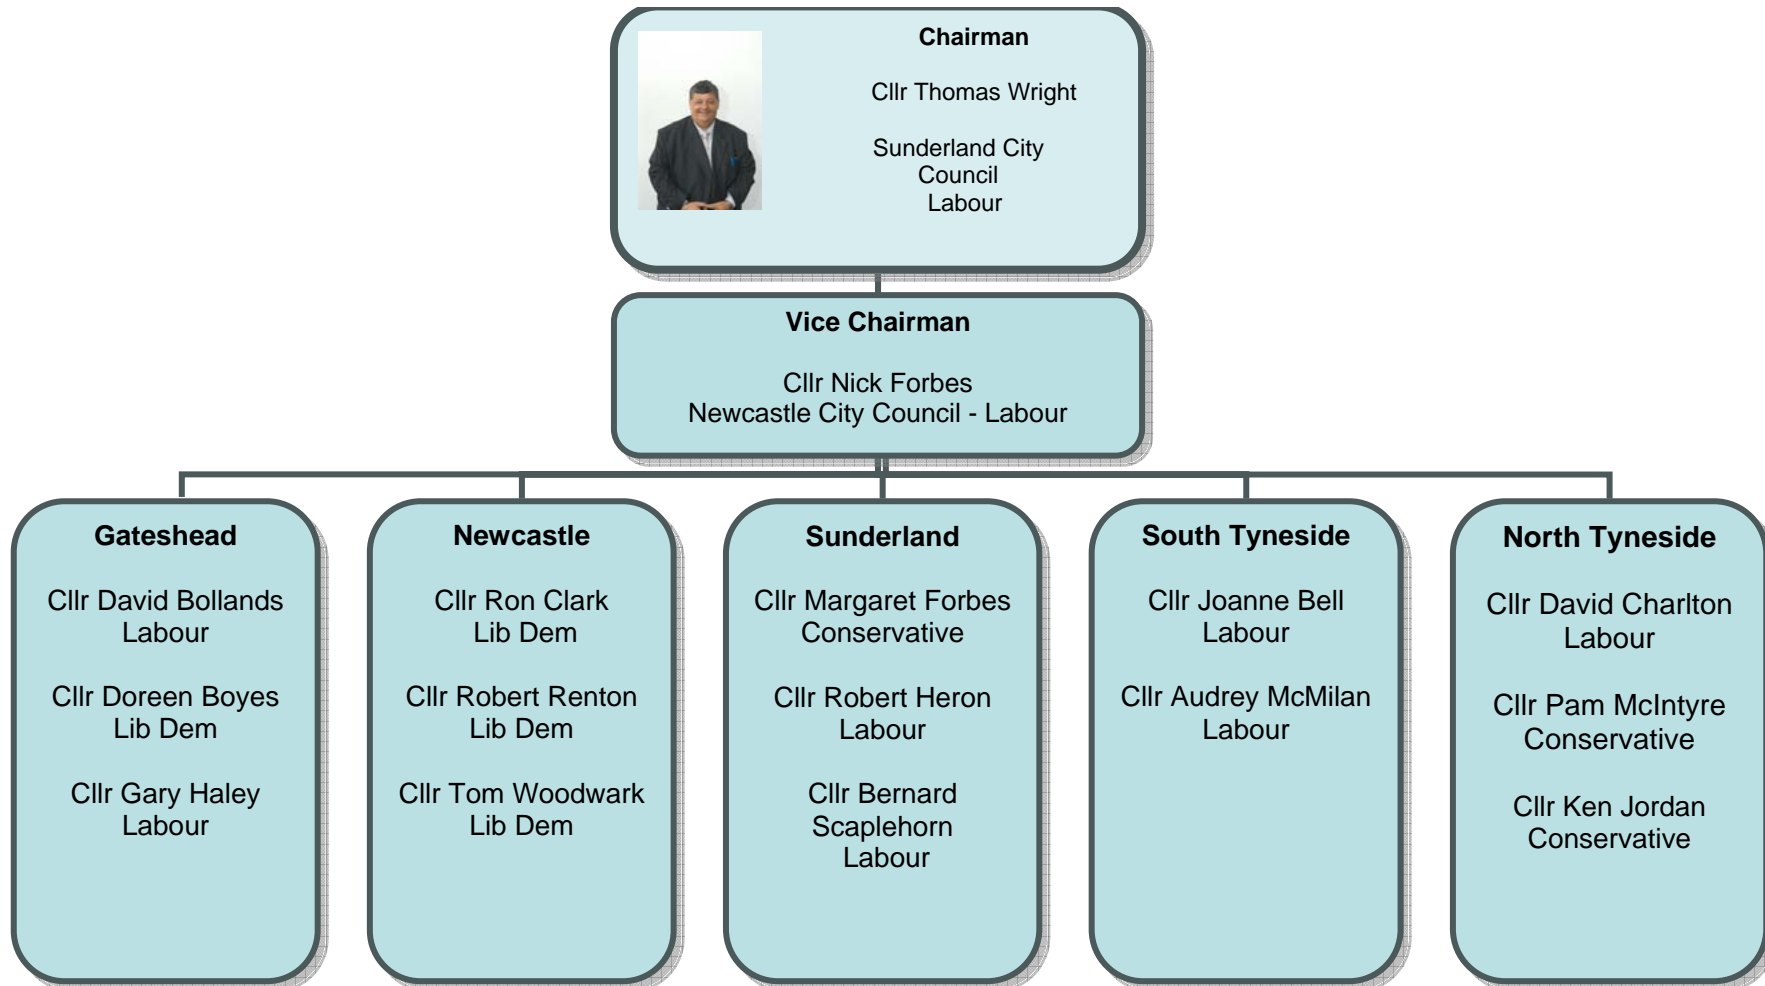 Chairman
Cllr Thomas Wright
Sunderland City
Council
Labour
Vice Chairman
Cllr Nick Forbes
Newcastle City Council - Labour
Gateshead
Cllr David Bollands
Labour
Cllr Doreen Boyes
Lib Dem
Cllr Gary Haley
Labour
Newcastle
Cllr Ron Clark
Lib Dem
Cllr Robert Renton
Lib Dem
Cllr Tom Woodwark
Lib Dem
Sunderland
Cllr Margaret Forbes
Conservative
Cllr Robert Heron
Labour
Cllr Bernard
Scaplehorn
Labour
South Tyneside
Cllr Joanne Bell
Labour
Cllr Audrey McMilan
Labour
North Tyneside
Cllr David Charlton
Labour
Cllr Pam McIntyre
Conservative
Cllr Ken Jordan
Conservative